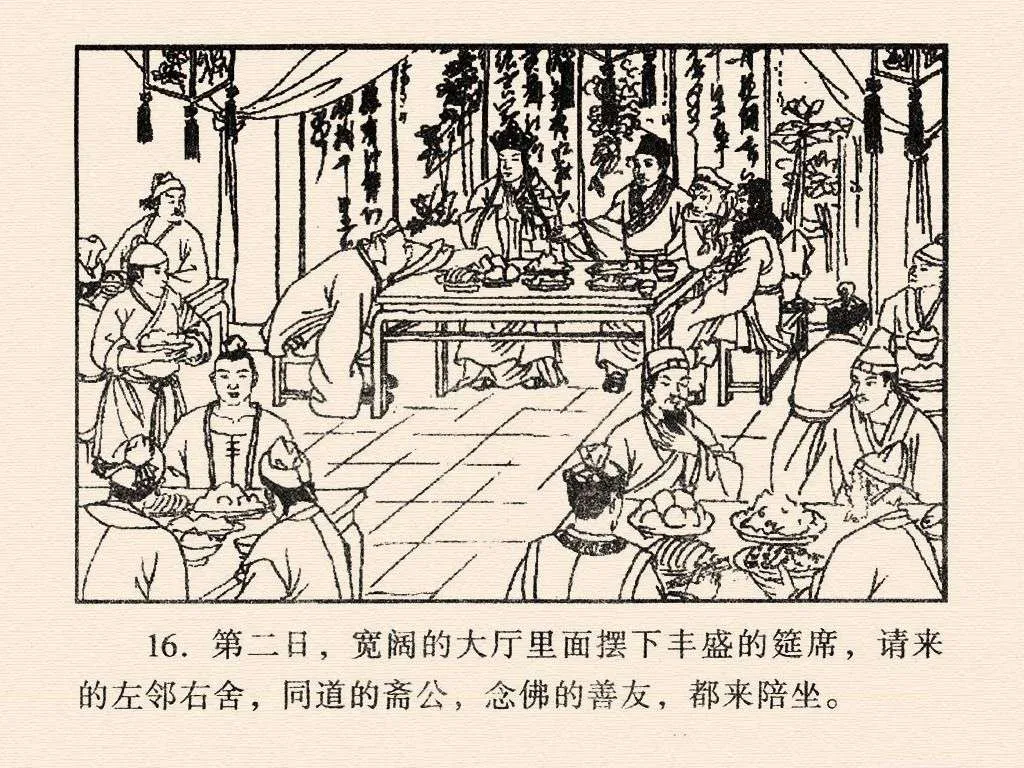 16. 第二日，宽阔的大厅里面摆下丰盛的筵席，请来
的左邻右舍，同道的斋公，念佛的善友，都来陪坐。